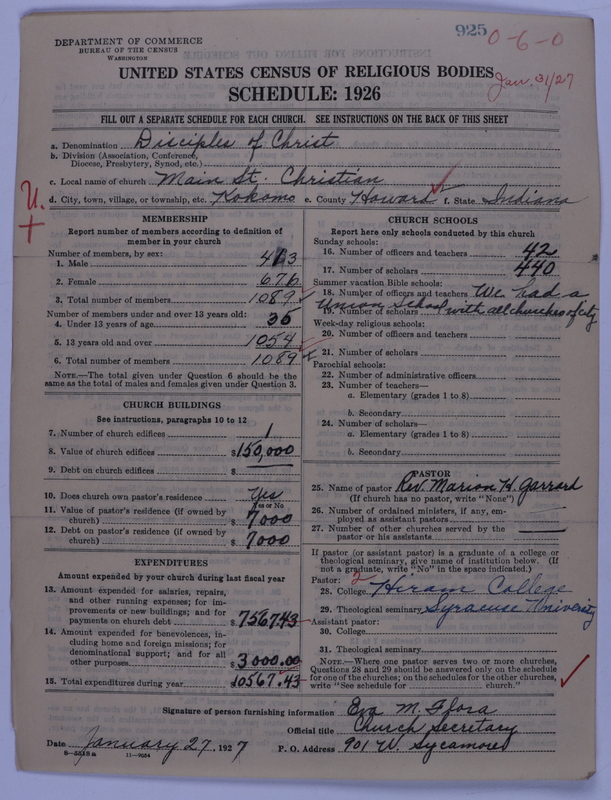 925
0-6-0
DEPARTMENT OF COMMERCE
BUREAU OF THE CENSUS
WASHINGTON
UNITED STATES CENSUS OF RELIGIOUS BODIES
Jan. 31/27
SCHEDULE: 1926
FILL OUT A SEPARATE SCHEDULE FOR EACH CHURCH. SEE INSTRUCTIONS ON THE BACK OF THIS SHEET
a. Denomination Disciples of Christ
b. Division (Association, Conference,
Diocese, Presbytery, Synod, etc.)
c. Local name of church Main St. Christian
d. City, town, village, or township, etc. Kokomo e. County Howard f. State Indiana
U.
+
MEMBERSHIP
Report number of members according to definition of
member in your church
Number of members, by sex:
1. Male 413
2. Female 676
3. Total number of members 1089
Number of members under and over 13 years old:
4. Under 13 years of age 35
5. 13 years old and over 1054
6. Total number of members 1089
NOTE.—The total given under Question 6 should be the
same as the total of males and females given under Question 3.
CHURCH BUILDINGS
See instructions, paragraphs 10 to 12
7. Number of church edifices 1
8. Value of church edifices $150,000
9. Debt on church edifices $
10. Does church own pastor's residence Yes
Yes or No
11. Value of pastor's residence (if owned by
church) $7000
12. Debt on pastor's residence (if owned by
church) $7000
EXPENDITURES
Amount expended by your church during last fiscal year
13. Amount expended for salaries, repairs,
and other running expenses; for im-
provements or new buildings; and for
payments on church debt $7567.43
14. Amount expended for benevolences, in-
cluding home and foreign missions; for
denominational support; and for all
other purposes $3000.00
15. Total expenditures during year $10567.43
CHURCH SCHOOLS
Report here only schools conducted by this church
Sunday schools:
16. Number of officers and teachers 42
17. Number of scholars 440
Summer vacation Bible schools:
18. Number of officers and teachers We had a
19. Number of scholars Union School with all churches of city
Week-day religious schools:
20. Number of officers and teachers
21. Number of scholars
Parochial schools:
22. Number of administrative officers
23. Number of teachers—
a. Elementary (grades 1 to 8)
b. Secondary
24. Number of scholars—
a. Elementary (grades 1 to 8)
b. Secondary
PASTOR
25. Name of pastor Rev. Marion H. Garrard
(If church has no pastor, write "None")
26. Number of ordained ministers, if any, em-
ployed as assistant pastors
27. Number of other churches served by the
pastor or his assistants
If pastor (or assistant pastor) is a graduate of a college or
theological seminary, give name of institution below. (If
not a graduate, write "No" in the space indicated.)
Pastor: 2
28. College Hiram College
29. Theological seminary Syracuse University
Assistant pastor:
30. College
31. Theological seminary
NOTE.—Where one pastor serves two or more churches,
Questions 28 and 29 should be answered only on the schedule
for one of the churches; on the schedules for the other churches,
write "See schedule for church."
Signature of person furnishing information Eva M. Flora
Official title Church Secretary
Date January 27, 1927 P. O. Address 901 W. Sycamore
8—5518a 11—9034